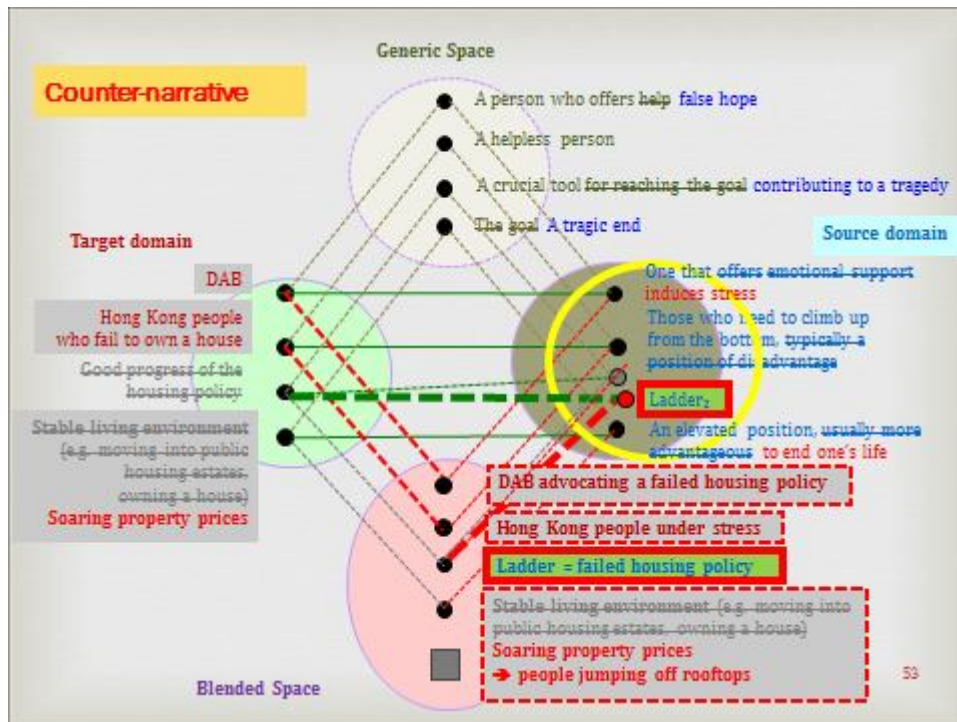 Generic Space
Counter-narrative
A person who offers help false hope
A helpless person
A crucial tool for reaching the goal contributing to a tragedy
The goal A tragic end
Target domain
Source domain
DAB
Hong Kong people
who fail to own a house
Good progress of the
housing policy
Stable living environment
(e.g. moving into public
housing estates,
owning a house)
Soaring property prices
One that offers emotional support
induces stress
Those who need to climb up
from the bottom, typically a
position of disadvantage
Ladder₂
An elevated position, usually more
advantageous to end one's life
DAB advocating a failed housing policy
Hong Kong people under stress
Ladder = failed housing policy
Stable living environment (e.g. moving into
public housing estates, owning a house)
Soaring property prices
➔ people jumping off rooftops
Blended Space
53